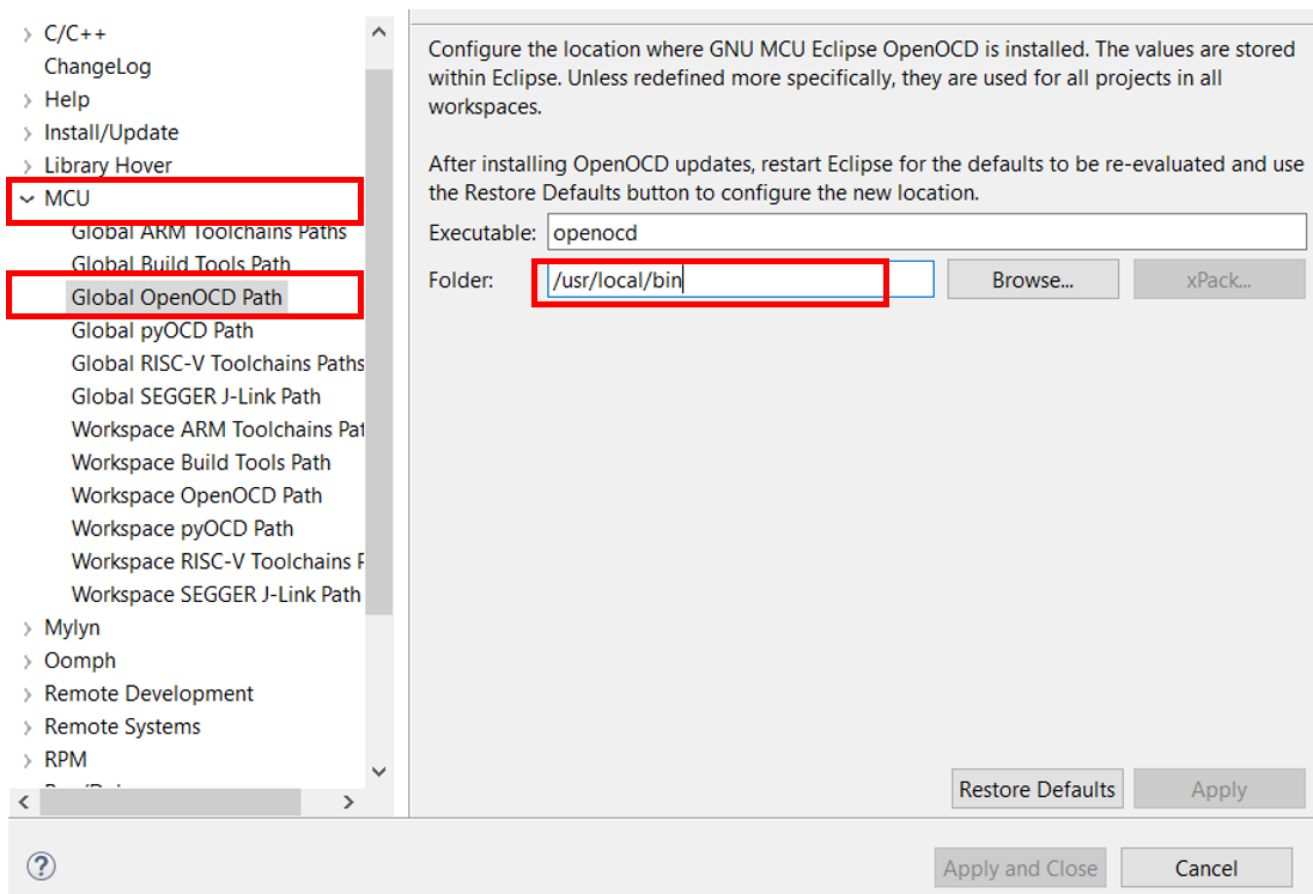 C/C++
ChangeLog
Help
Install/Update
Library Hover
MCU
Global ARM Toolchains Paths
Global Build Tools Path
Global OpenOCD Path
Global pyOCD Path
Global RISC-V Toolchains Paths
Global SEGGER J-Link Path
Workspace ARM Toolchains Pat
Workspace Build Tools Path
Workspace OpenOCD Path
Workspace pyOCD Path
Workspace RISC-V Toolchains P
Workspace SEGGER J-Link Path
Mylyn
Oomph
Remote Development
Remote Systems
RPM
Configure the location where GNU MCU Eclipse OpenOCD is installed. The values are stored
within Eclipse. Unless redefined more specifically, they are used for all projects in all
workspaces.
After installing OpenOCD updates, restart Eclipse for the defaults to be re-evaluated and use
the Restore Defaults button to configure the new location.
Executable: openocd
Folder: /usr/local/bin Browse... xPack...
Restore Defaults Apply
? Apply and Close Cancel